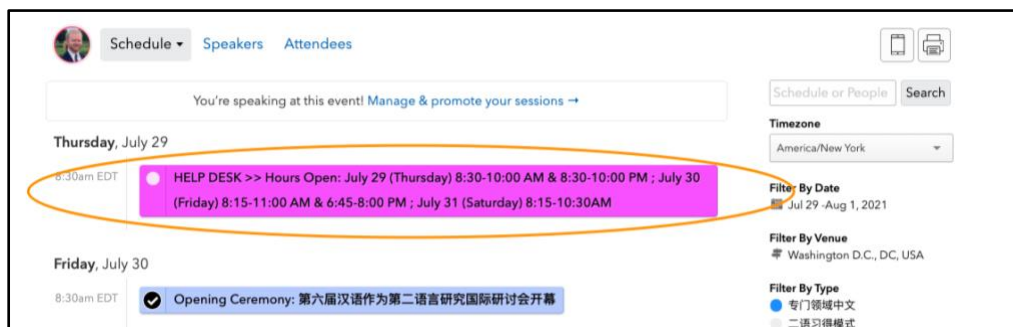 Schedule Speakers Attendees
You're speaking at this event! Manage & promote your sessions →
Schedule or People Search
Timezone
America/New York
Thursday, July 29
8:30am EDT
HELP DESK >> Hours Open: July 29 (Thursday) 8:30-10:00 AM & 8:30-10:00 PM ; July 30
(Friday) 8:15-11:00 AM & 6:45-8:00 PM ; July 31 (Saturday) 8:15-10:30AM
Filter By Date
Jul 29 -Aug 1, 2021
Filter By Venue
Washington D.C., DC, USA
Friday, July 30
8:30am EDT
Opening Ceremony: 第六届汉语作为第二语言研究国际研讨会开幕
Filter By Type
专门领域中文
二语习得模式